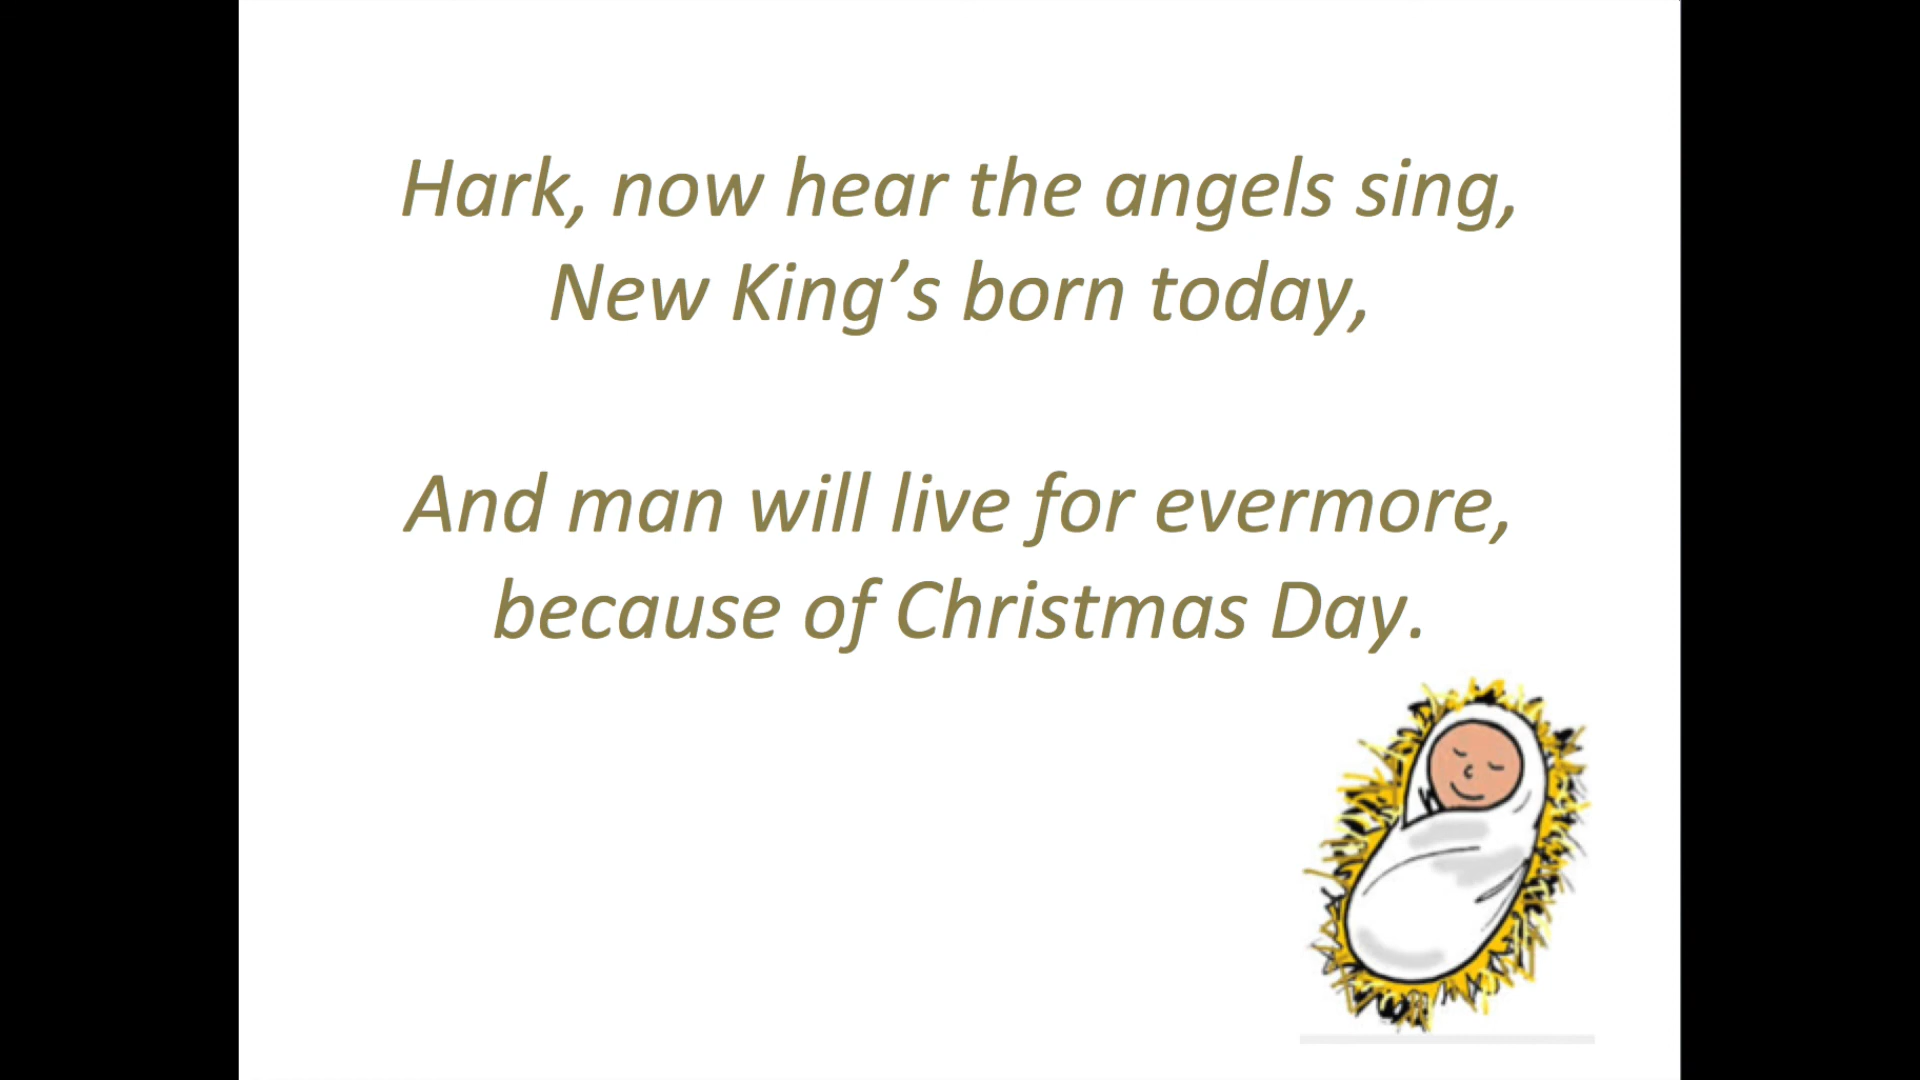 Hark, now hear the angels sing,
New King’s born today,
And man will live for evermore,
because of Christmas Day.